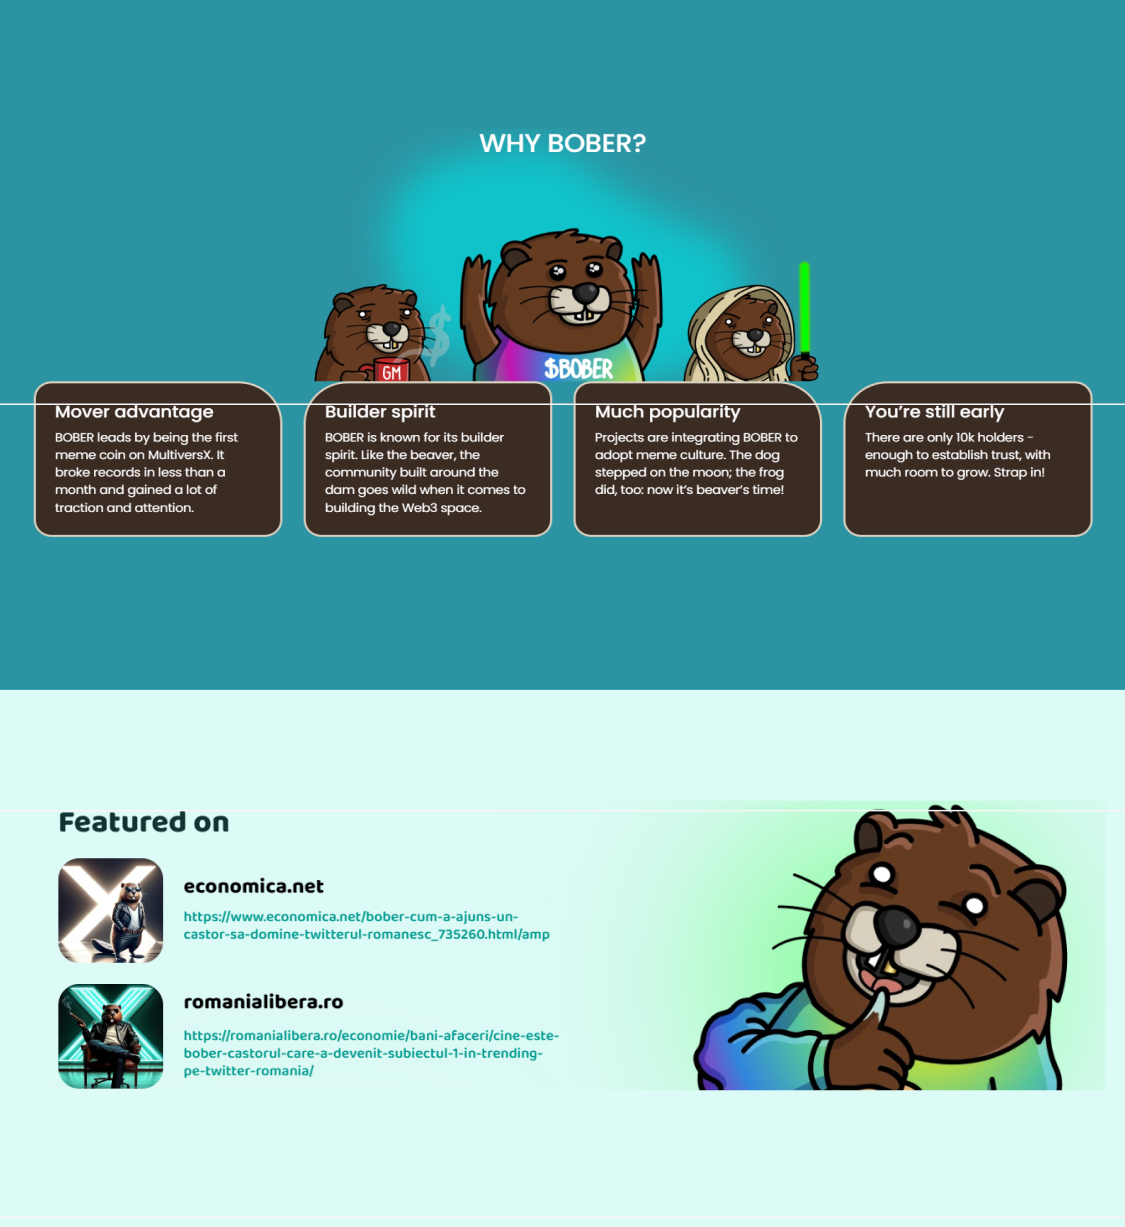 WHY BOBER?
$BOBER
GM
$
Mover advantage
BOBER leads by being the first
meme coin on MultiversX. It
broke records in less than a
month and gained a lot of
traction and attention.
Builder spirit
BOBER is known for its builder
spirit. Like the beaver, the
community built around the
dam goes wild when it comes to
building the Web3 space.
Much popularity
Projects are integrating BOBER to
adopt meme culture. The dog
stepped on the moon; the frog
did, too: now it’s beaver’s time!
You’re still early
There are only 10k holders -
enough to establish trust, with
much room to grow. Strap in!
Featured on
economica.net
https://www.economica.net/bober-cum-a-ajuns-un-
castor-sa-domine-twitterul-romanesc_735260.html/amp
romanialibera.ro
https://romanialibera.ro/economie/bani-afaceri/cine-este-
bober-castorul-care-a-devenit-subiectul-1-in-trending-
pe-twitter-romania/